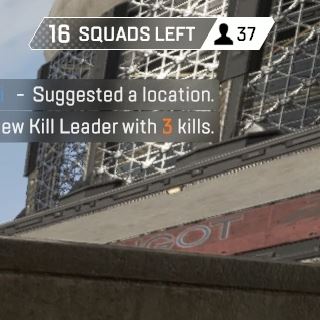 16 SQUADS LEFT 37
- Suggested a location.
ew Kill Leader with 3 kills.